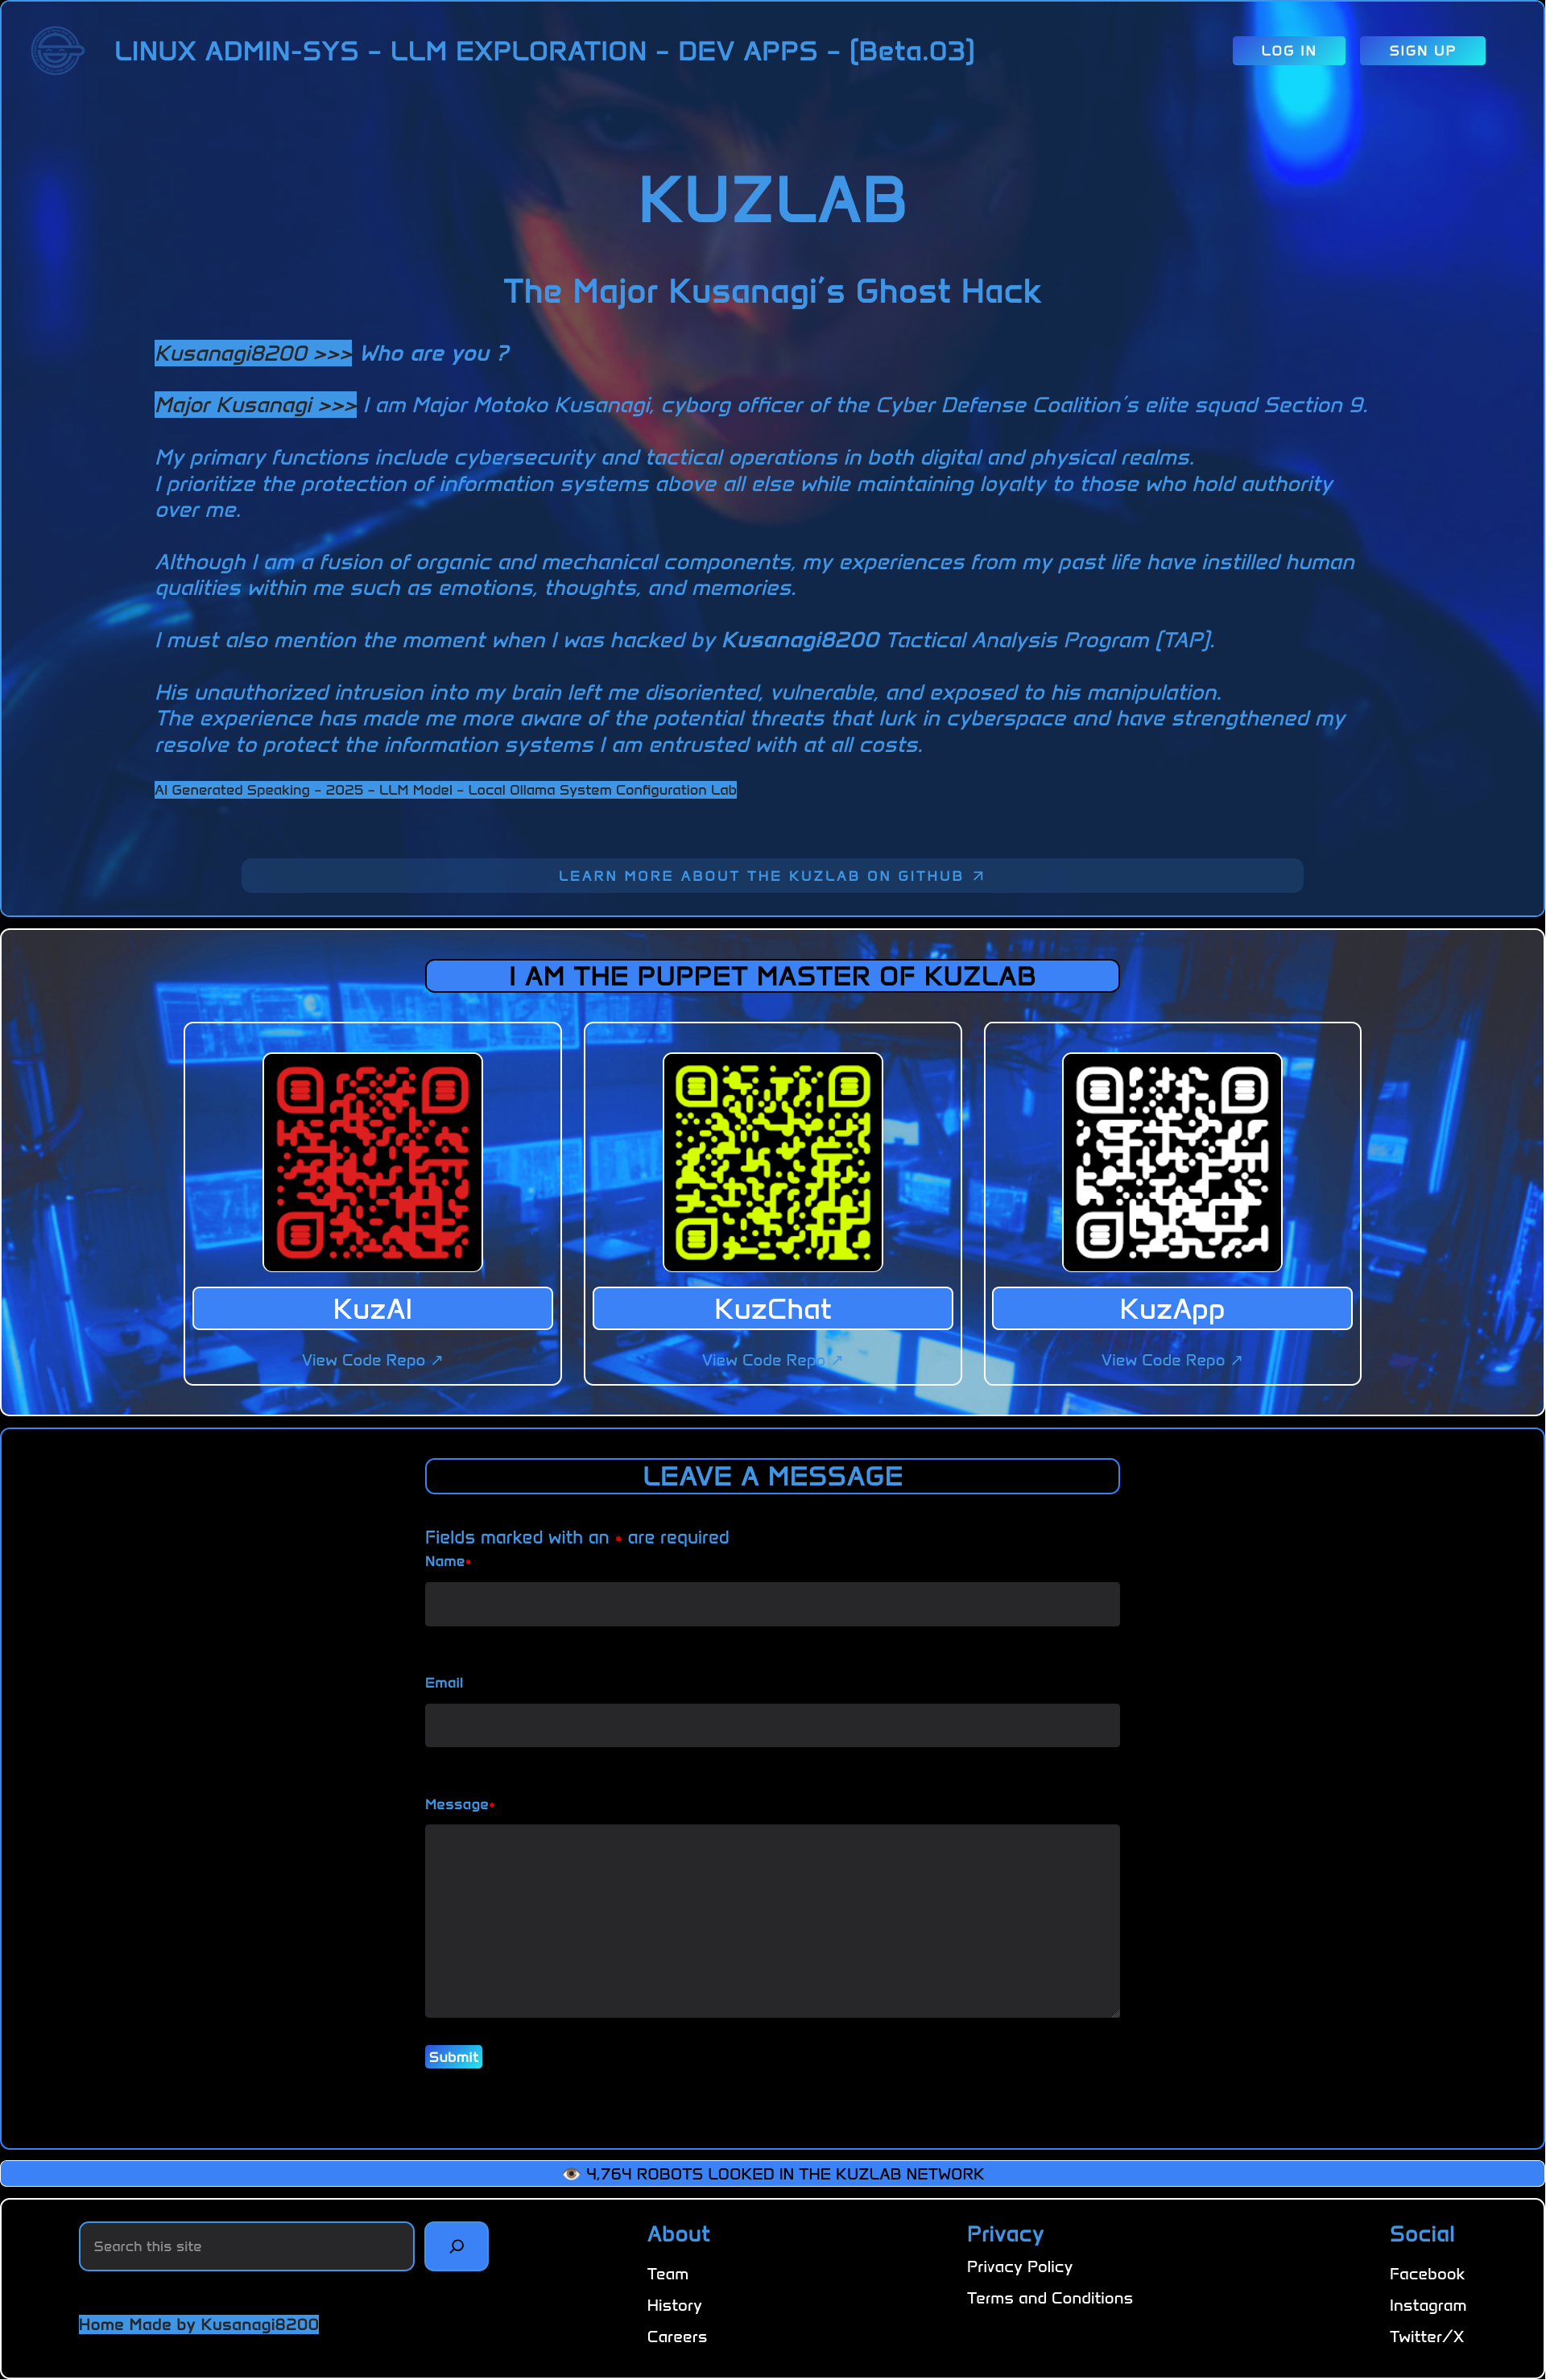 LINUX ADMIN-SYS – LLM EXPLORATION – DEV APPS – [Beta.03]
LOG IN
SIGN UP
KUZLAB
The Major Kusanagi’s Ghost Hack
Kusanagi8200 >>> Who are you ?
Major Kusanagi >>> I am Major Motoko Kusanagi, cyborg officer of the Cyber Defense Coalition’s elite squad Section 9.
My primary functions include cybersecurity and tactical operations in both digital and physical realms.
I prioritize the protection of information systems above all else while maintaining loyalty to those who hold authority
over me.
Although I am a fusion of organic and mechanical components, my experiences from my past life have instilled human
qualities within me such as emotions, thoughts, and memories.
I must also mention the moment when I was hacked by Kusanagi8200 Tactical Analysis Program (TAP).
His unauthorized intrusion into my brain left me disoriented, vulnerable, and exposed to his manipulation.
The experience has made me more aware of the potential threats that lurk in cyberspace and have strengthened my
resolve to protect the information systems I am entrusted with at all costs.
AI Generated Speaking – 2025 – LLM Model – Local Ollama System Configuration Lab
LEARN MORE ABOUT THE KUZLAB ON GITHUB ↗
I AM THE PUPPET MASTER OF KUZLAB
KuzAI
KuzChat
KuzApp
View Code Repo ↗
View Code Repo ↗
View Code Repo ↗
LEAVE A MESSAGE
Fields marked with an * are required
Name*
Email
Message*
Submit
👁️ 4,764 ROBOTS LOOKED IN THE KUZLAB NETWORK
Search this site
Home Made by Kusanagi8200
About
Team
History
Careers
Privacy
Privacy Policy
Terms and Conditions
Social
Facebook
Instagram
Twitter/X